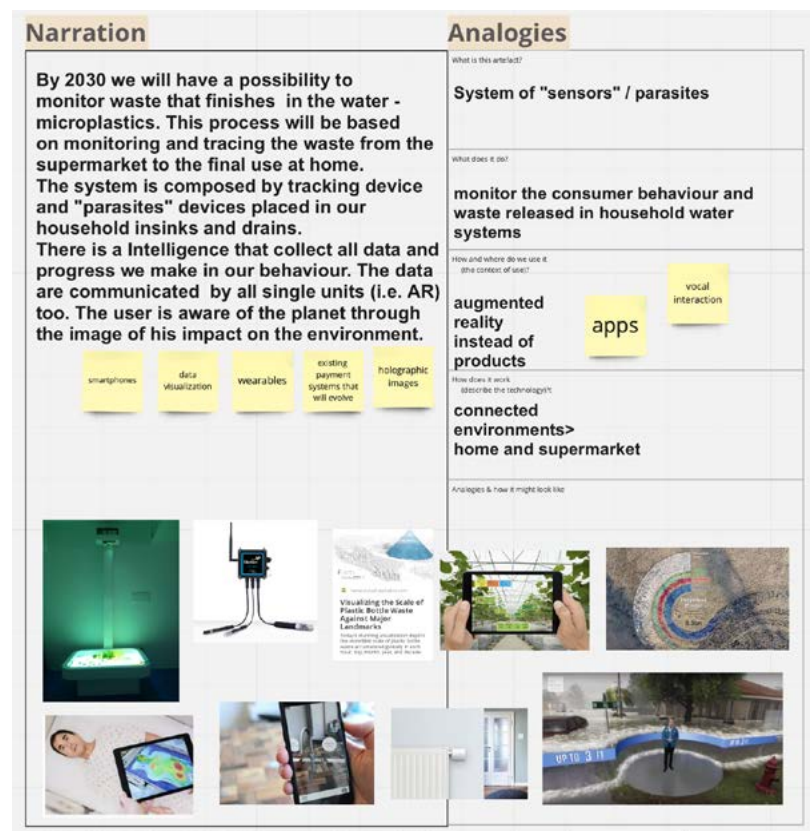 Narration
By 2030 we will have a possibility to
monitor waste that finishes in the water -
microplastics. This process will be based
on monitoring and tracing the waste from the
supermarket to the final use at home.
The system is composed by tracking device
and "parasites" devices placed in our
household insinks and drains.
There is a Intelligence that collect all data and
progress we make in our behaviour. The data
are communicated by all single units (i.e. AR)
too. The user is aware of the planet through
the image of his impact on the environment.
smartphones
data
visualization
wearables
existing
payment
systems that
will evolve
holographic
images
Analogies
What is this artefact?
System of "sensors" / parasites
What does it do?
monitor the consumer behaviour and
waste released in household water
systems
How and where do we use it
(the context of use)?
augmented
reality
instead of
products
apps
vocal
interaction
How does it work
(describe the technology)?
connected
environments>
home and supermarket
Analogies & how it might look like
Visualizing the Scale of
Plastic Bottle Waste
Against Major
Landmarks
UP TO 3 FT